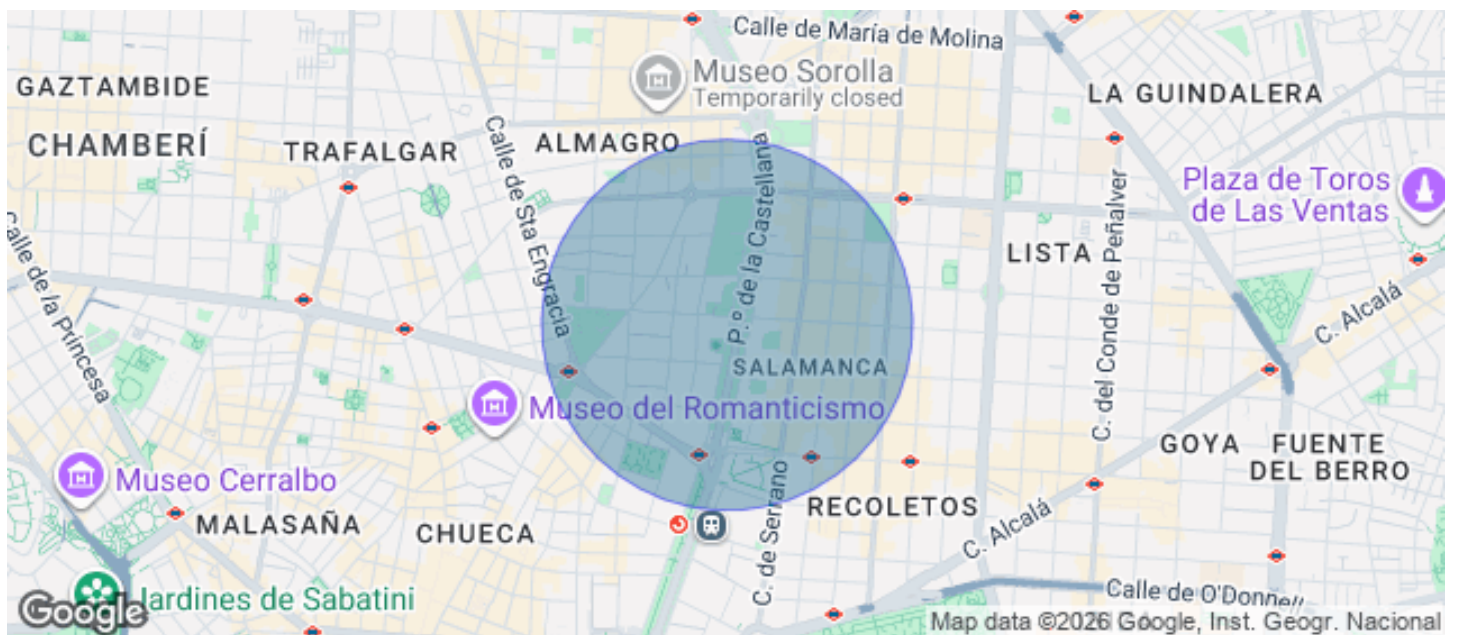 Calle de María de Molina
Museo Sorolla
Temporarily closed
GAZTAMBIDE
LA GUINDALERA
CHAMBERÍ
TRAFALGAR
ALMAGRO
Calle de Sta Engracia
P.º de la Castellana
Plaza de Toros
de Las Ventas
C. del Conde de Peñalver
LISTA
Calle de la Princesa
C. Alcalá
SALAMANCA
Museo del Romanticismo
GOYA
FUENTE
DEL BERRO
Museo Cerralbo
MALASAÑA
CHUECA
C. de Serrano
RECOLETOS
C. Alcalá
Jardines de Sabatini
Calle de O'Donnell
Google
Map data ©2026 Google, Inst. Geogr. Nacional